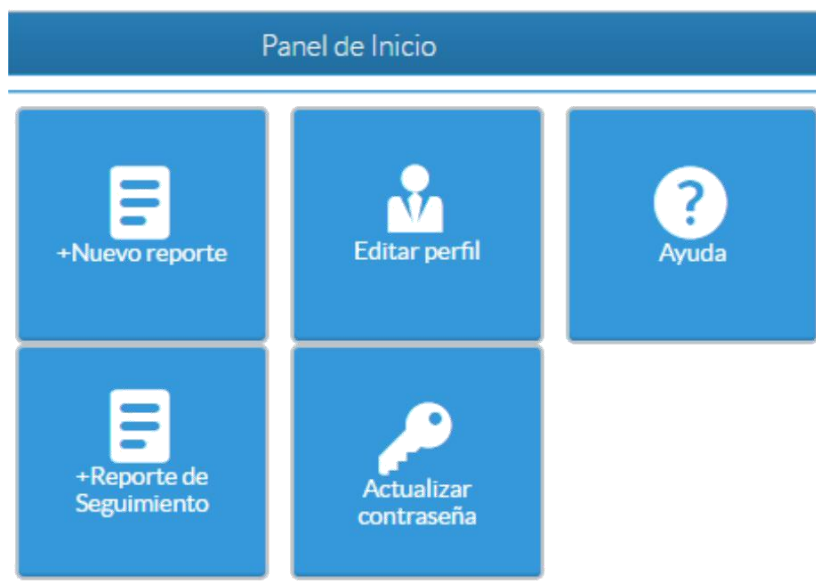 Panel de Inicio
+Nuevo reporte
Editar perfil
Ayuda
+Reporte de
Seguimiento
Actualizar
contraseña